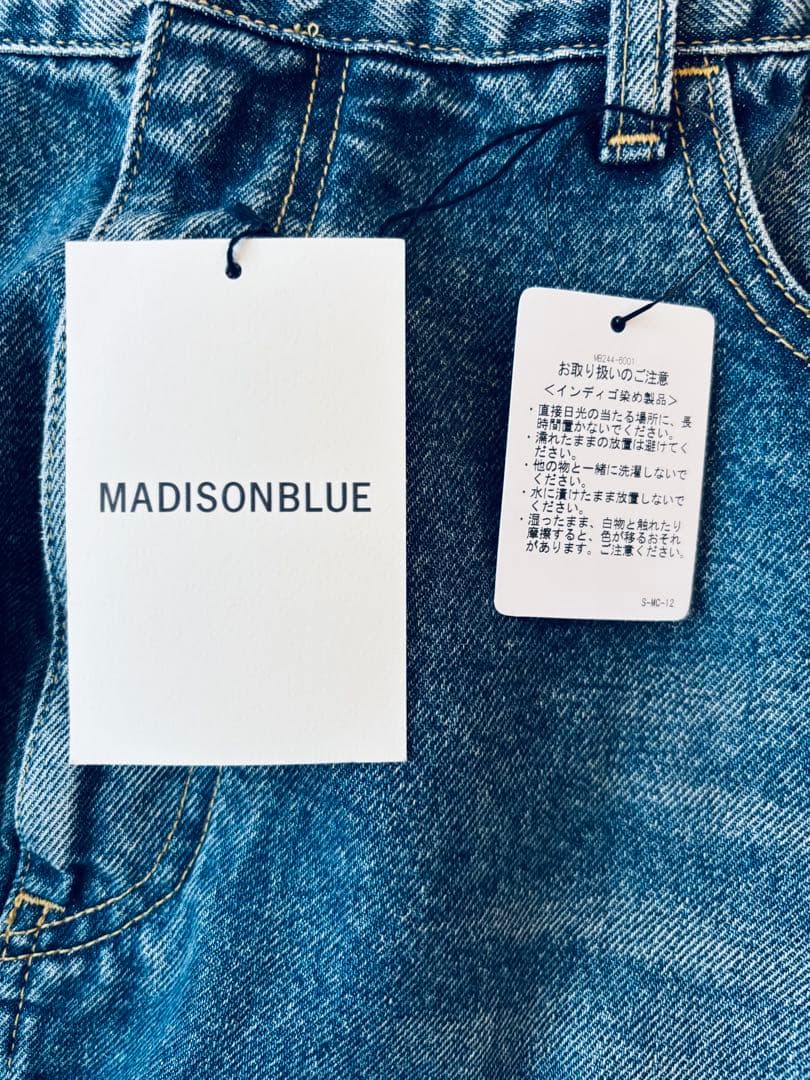 MADISONBLUE
MB244-6001
お取り扱いのご注意
＜インディゴ染め製品＞
・直接日光の当たる場所に、長
時間置かないでください。
・濡れたままの放置は避けてく
ださい。
・他の物と一緒に洗濯しないで
ください。
・水に漬けたまま放置しないで
ください。
・湿ったまま、白物と触れたり
摩擦すると、色が移るおそれ
があります。ご注意ください。
S-MC-12